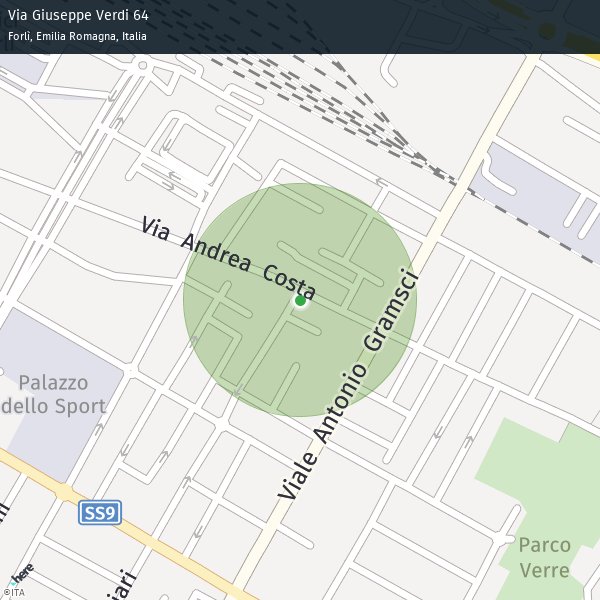 Via Giuseppe Verdi 64
Forlì, Emilia Romagna, Italia
Via Andrea Costa
Viale Antonio Gramsci
Palazzo
dello Sport
SS9
Parco
Verre
here
©ITA